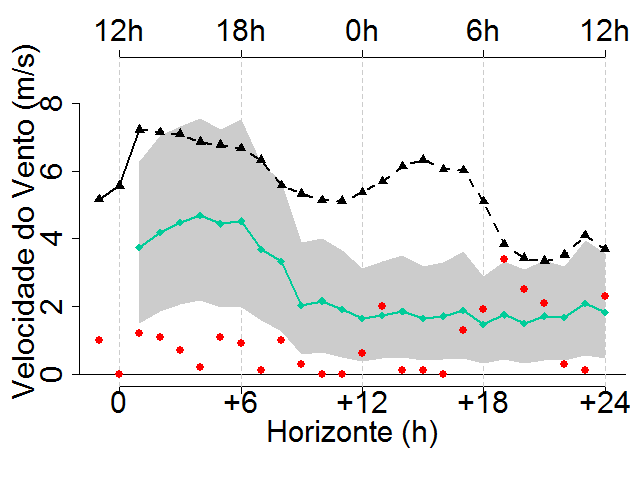 12h 18h 0h 6h 12h
Velocidade do Vento (m/s)
8
6
4
2
0
0 +6 +12 +18 +24
Horizonte (h)